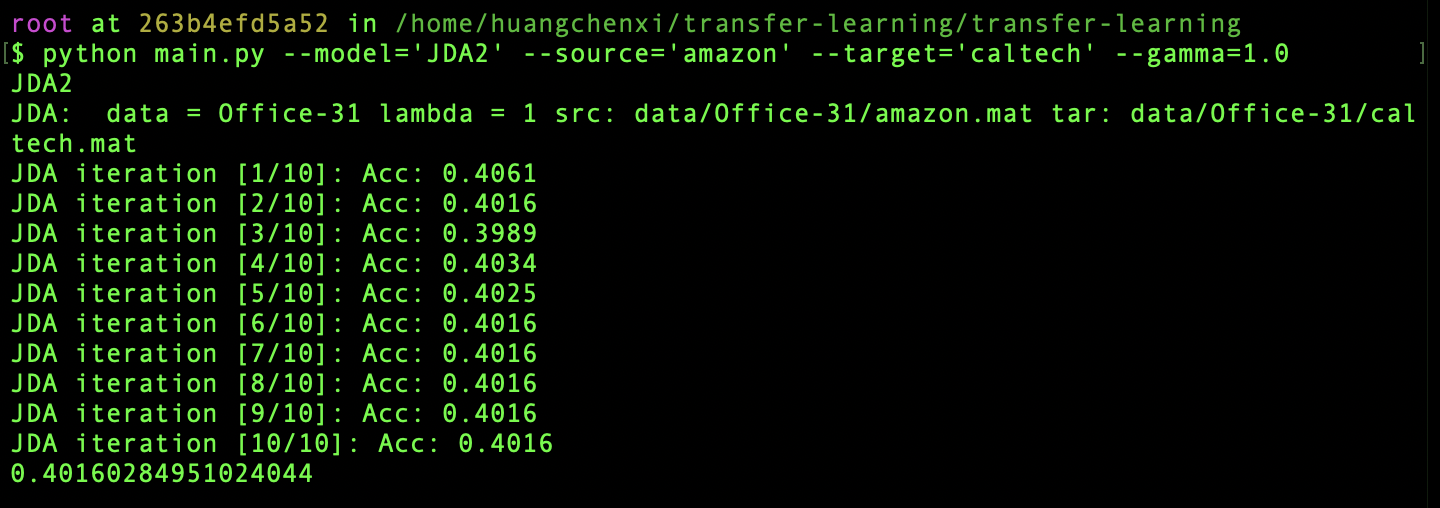 root at 263b4efd5a52 in /home/huangchenxi/transfer-learning/transfer-learning
[$ python main.py --model='JDA2' --source='amazon' --target='caltech' --gamma=1.0 ]
JDA2
JDA:  data = Office-31 lambda = 1 src: data/Office-31/amazon.mat tar: data/Office-31/cal
tech.mat
JDA iteration [1/10]: Acc: 0.4061
JDA iteration [2/10]: Acc: 0.4016
JDA iteration [3/10]: Acc: 0.3989
JDA iteration [4/10]: Acc: 0.4034
JDA iteration [5/10]: Acc: 0.4025
JDA iteration [6/10]: Acc: 0.4016
JDA iteration [7/10]: Acc: 0.4016
JDA iteration [8/10]: Acc: 0.4016
JDA iteration [9/10]: Acc: 0.4016
JDA iteration [10/10]: Acc: 0.4016
0.40160284951024044